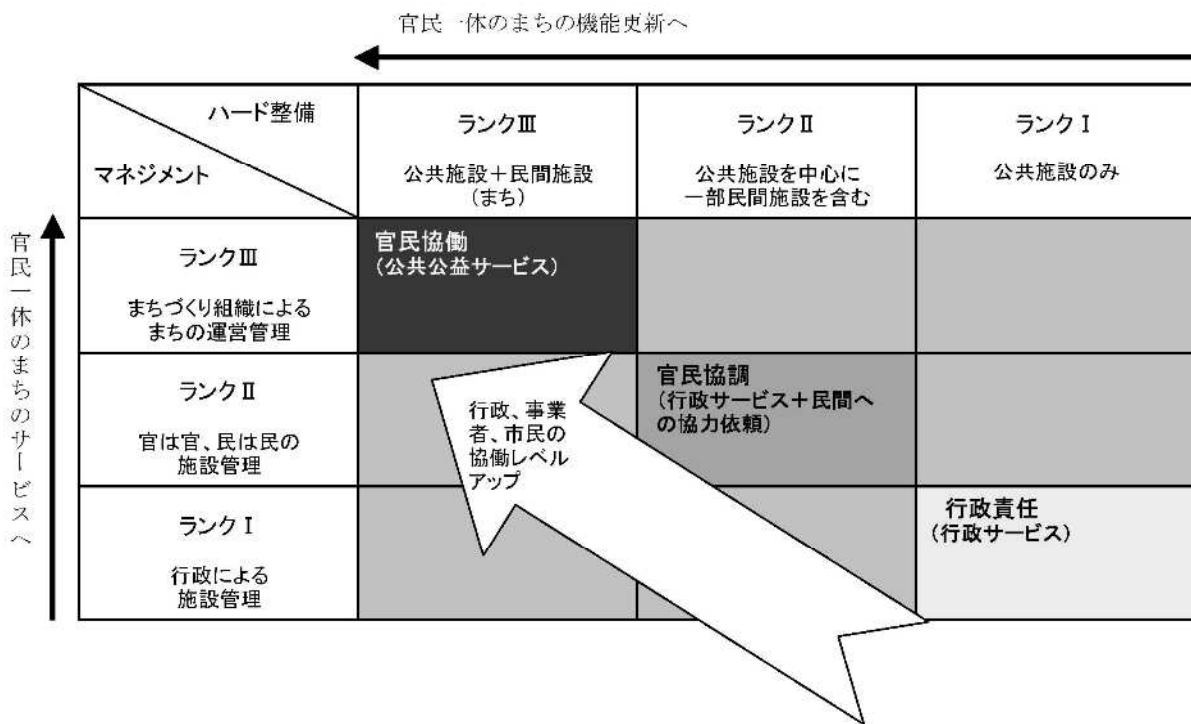 官民一体のまちの機能更新へ
ハード整備
マネジメント
ランクⅢ
公共施設＋民間施設
(まち)
ランクⅡ
公共施設を中心に
一部民間施設を含む
ランクⅠ
公共施設のみ
官民一体のまちのサービスへ
ランクⅢ
まちづくり組織による
まちの運営管理
官民協働
(公共公益サービス)
ランクⅡ
官は官、民は民の
施設管理
行政、事業
者、市民の
協働レベル
アップ
官民協調
(行政サービス＋民間へ
の協力依頼)
ランクⅠ
行政による
施設管理
行政責任
(行政サービス)